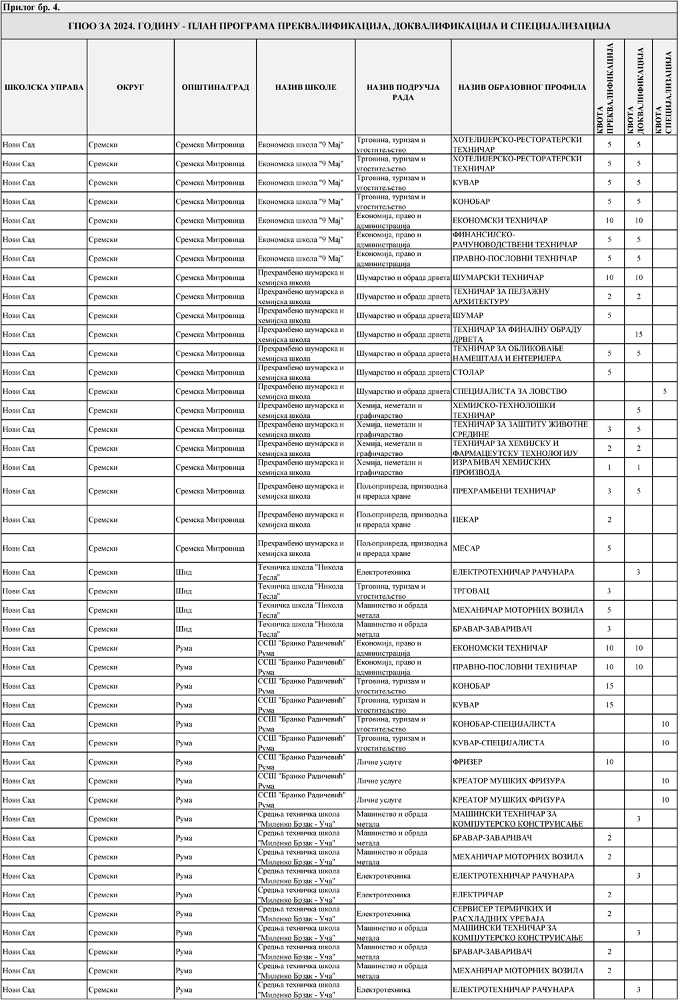 Прилог бр. 4.
ГПОО ЗА 2024. ГОДИНУ - ПЛАН ПРОГРАМА ПРЕКВАЛИФИКАЦИЈА, ДОКВАЛИФИКАЦИЈА И СПЕЦИЈАЛИЗАЦИЈА
ШКОЛСКА УПРАВА ОКРУГ ОПШТИНА/ГРАД НАЗИВ ШКОЛЕ НАЗИВ ПОДРУЧЈА РАДА НАЗИВ ОБРАЗОВНОГ ПРОФИЛА КВОТА ПРЕКВАЛИФИКАЦИЈА КВОТА ДОКВАЛИФИКАЦИЈА КВОТА СПЕЦИЈАЛИЗАЦИЈА
Нови Сад Сремски Сремска Митровица Економска школа "9 Мај" Трговина, туризам и угоститељство ХОТЕЛИЈЕРСКО-РЕСТОРАТЕРСКИ ТЕХНИЧАР 5 5
Нови Сад Сремски Сремска Митровица Економска школа "9 Мај" Трговина, туризам и угоститељство ХОТЕЛИЈЕРСКО-РЕСТОРАТЕРСКИ ТЕХНИЧАР 5 5
Нови Сад Сремски Сремска Митровица Економска школа "9 Мај" Трговина, туризам и угоститељство КУВАР 5 5
Нови Сад Сремски Сремска Митровица Економска школа "9 Мај" Трговина, туризам и угоститељство КОНОБАР 5 5
Нови Сад Сремски Сремска Митровица Економска школа "9 Мај" Економија, право и администрација ЕКОНОМСКИ ТЕХНИЧАР 10 10
Нови Сад Сремски Сремска Митровица Економска школа "9 Мај" Економија, право и администрација ФИНАНСИЈСКО-РАЧУНОВОДСТВЕНИ ТЕХНИЧАР 5 5
Нови Сад Сремски Сремска Митровица Економска школа "9 Мај" Економија, право и администрација ПРАВНО-ПОСЛОВНИ ТЕХНИЧАР 5 5
Нови Сад Сремски Сремска Митровица Прехрамбено шумарска и хемијска школа Шумарство и обрада дрвета ШУМАРСКИ ТЕХНИЧАР 10 10
Нови Сад Сремски Сремска Митровица Прехрамбено шумарска и хемијска школа Шумарство и обрада дрвета ТЕХНИЧАР ЗА ПЕЈЗАЖНУ АРХИТЕКТУРУ 2 2
Нови Сад Сремски Сремска Митровица Прехрамбено шумарска и хемијска школа Шумарство и обрада дрвета ШУМАР 5
Нови Сад Сремски Сремска Митровица Прехрамбено шумарска и хемијска школа Шумарство и обрада дрвета ТЕХНИЧАР ЗА ФИНАЛНУ ОБРАДУ ДРВЕТА 15
Нови Сад Сремски Сремска Митровица Прехрамбено шумарска и хемијска школа Шумарство и обрада дрвета ТЕХНИЧАР ЗА ОБЛИКОВАЊЕ НАМЕШТАЈА И ЕНТЕРИЈЕРА 5 5
Нови Сад Сремски Сремска Митровица Прехрамбено шумарска и хемијска школа Шумарство и обрада дрвета СТОЛАР 5
Нови Сад Сремски Сремска Митровица Прехрамбено шумарска и хемијска школа Шумарство и обрада дрвета СПЕЦИЈАЛИСТА ЗА ЛОВСТВО 5
Нови Сад Сремски Сремска Митровица Прехрамбено шумарска и хемијска школа Хемија, неметали и графичарство ХЕМИЈСКО-ТЕХНОЛОШКИ ТЕХНИЧАР 5
Нови Сад Сремски Сремска Митровица Прехрамбено шумарска и хемијска школа Хемија, неметали и графичарство ТЕХНИЧАР ЗА ЗАШТИТУ ЖИВОТНЕ СРЕДИНЕ 3 5
Нови Сад Сремски Сремска Митровица Прехрамбено шумарска и хемијска школа Хемија, неметали и графичарство ТЕХНИЧАР ЗА ХЕМИЈСКУ И ФАРМАЦЕУТСКУ ТЕХНОЛОГИЈУ 2 2
Нови Сад Сремски Сремска Митровица Прехрамбено шумарска и хемијска школа Хемија, неметали и графичарство ИЗРАЂИВАЧ ХЕМИЈСКИХ ПРОИЗВОДА 1 1
Нови Сад Сремски Сремска Митровица Прехрамбено шумарска и хемијска школа Пољопривреда, призводња и прерада хране ПРЕХРАМБЕНИ ТЕХНИЧАР 3 5
Нови Сад Сремски Сремска Митровица Прехрамбено шумарска и хемијска школа Пољопривреда, призводња и прерада хране ПЕКАР 2
Нови Сад Сремски Сремска Митровица Прехрамбено шумарска и хемијска школа Пољопривреда, призводња и прерада хране МЕСАР 5
Нови Сад Сремски Шид Техничка школа "Никола Тесла" Електротехника ЕЛЕКТРОТЕХНИЧАР РАЧУНАРА 3
Нови Сад Сремски Шид Техничка школа "Никола Тесла" Трговина, туризам и угоститељство ТРГОВАЦ 3
Нови Сад Сремски Шид Техничка школа "Никола Тесла" Машинство и обрада метала МЕХАНИЧАР МОТОРНИХ ВОЗИЛА 5
Нови Сад Сремски Шид Техничка школа "Никола Тесла" Машинство и обрада метала БРАВАР-ЗАВАРИВАЧ 3
Нови Сад Сремски Рума ССШ "Бранко Радичевић" Рума Економија, право и администрација ЕКОНОМСКИ ТЕХНИЧАР 10 10
Нови Сад Сремски Рума ССШ "Бранко Радичевић" Рума Економија, право и администрација ПРАВНО-ПОСЛОВНИ ТЕХНИЧАР 10 10
Нови Сад Сремски Рума ССШ "Бранко Радичевић" Рума Трговина, туризам и угоститељство КОНОБАР 15
Нови Сад Сремски Рума ССШ "Бранко Радичевић" Рума Трговина, туризам и угоститељство КУВАР 15
Нови Сад Сремски Рума ССШ "Бранко Радичевић" Рума Трговина, туризам и угоститељство КОНОБАР-СПЕЦИЈАЛИСТА 10
Нови Сад Сремски Рума ССШ "Бранко Радичевић" Рума Трговина, туризам и угоститељство КУВАР-СПЕЦИЈАЛИСТА 10
Нови Сад Сремски Рума ССШ "Бранко Радичевић" Рума Личне услуге ФРИЗЕР 10
Нови Сад Сремски Рума ССШ "Бранко Радичевић" Рума Личне услуге КРЕАТОР МУШКИХ ФРИЗУРА 10
Нови Сад Сремски Рума ССШ "Бранко Радичевић" Рума Личне услуге КРЕАТОР МУШКИХ ФРИЗУРА 10
Нови Сад Сремски Рума Средња техничка школа "Миленко Брзак - Уча" Машинство и обрада метала МАШИНСКИ ТЕХНИЧАР ЗА КОМПЈУТЕРСКО КОНСТРУИСАЊЕ 3
Нови Сад Сремски Рума Средња техничка школа "Миленко Брзак - Уча" Машинство и обрада метала БРАВАР-ЗАВАРИВАЧ 2
Нови Сад Сремски Рума Средња техничка школа "Миленко Брзак - Уча" Машинство и обрада метала МЕХАНИЧАР МОТОРНИХ ВОЗИЛА 2
Нови Сад Сремски Рума Средња техничка школа "Миленко Брзак - Уча" Електротехника ЕЛЕКТРОТЕХНИЧАР РАЧУНАРА 3
Нови Сад Сремски Рума Средња техничка школа "Миленко Брзак - Уча" Електротехника ЕЛЕКТРИЧАР 2
Нови Сад Сремски Рума Средња техничка школа "Миленко Брзак - Уча" Електротехника СЕРВИСЕР ТЕРМИЧКИХ И РАСХЛАДНИХ УРЕЂАЈА 2
Нови Сад Сремски Рума Средња техничка школа "Миленко Брзак - Уча" Машинство и обрада метала МАШИНСКИ ТЕХНИЧАР ЗА КОМПЈУТЕРСКО КОНСТРУИСАЊЕ 3
Нови Сад Сремски Рума Средња техничка школа "Миленко Брзак - Уча" Машинство и обрада метала БРАВАР-ЗАВАРИВАЧ 2
Нови Сад Сремски Рума Средња техничка школа "Миленко Брзак - Уча" Машинство и обрада метала МЕХАНИЧАР МОТОРНИХ ВОЗИЛА 2
Нови Сад Сремски Рума Средња техничка школа "Миленко Брзак - Уча" Електротехника ЕЛЕКТРОТЕХНИЧАР РАЧУНАРА 3